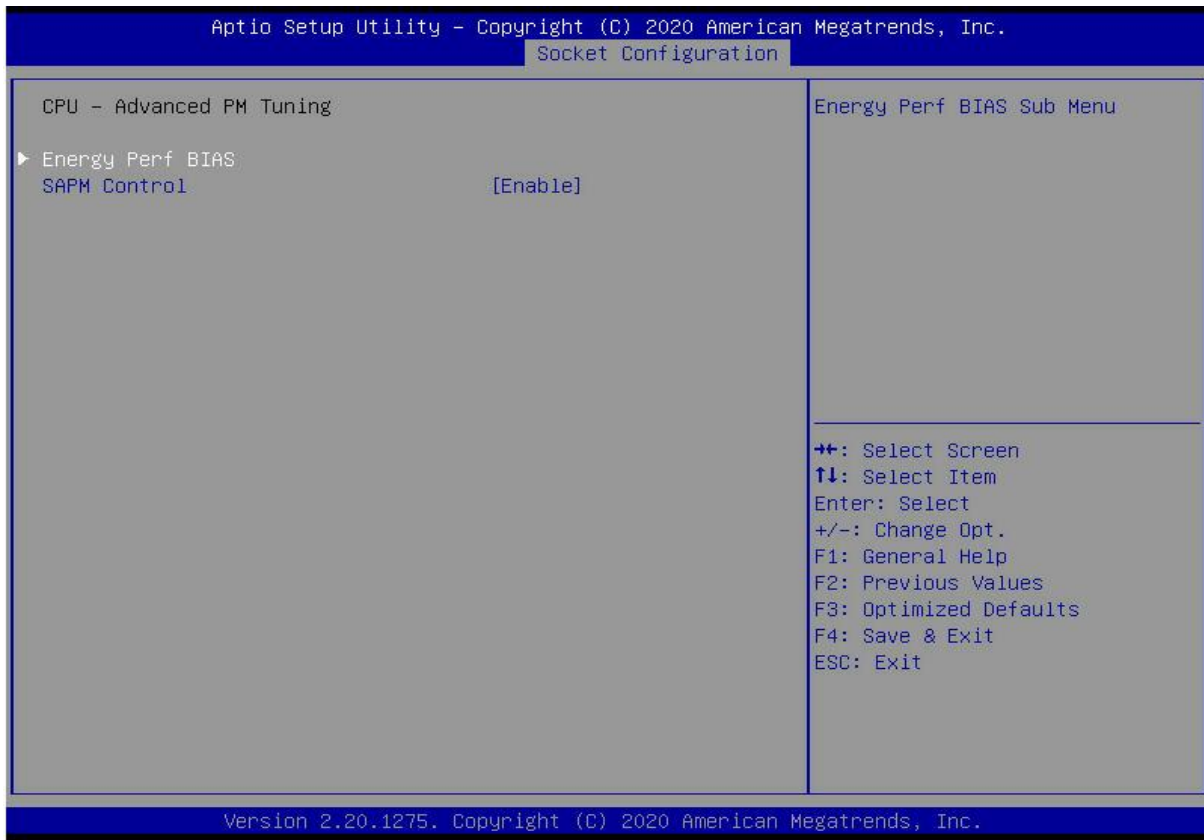 Aptio Setup Utility – Copyright (C) 2020 American Megatrends, Inc.
Socket Configuration
CPU – Advanced PM Tuning
Energy Perf BIAS
SAPM Control [Enable]
Energy Perf BIAS Sub Menu
→←: Select Screen
↑↓: Select Item
Enter: Select
+/-: Change Opt.
F1: General Help
F2: Previous Values
F3: Optimized Defaults
F4: Save & Exit
ESC: Exit
Version 2.20.1275. Copyright (C) 2020 American Megatrends, Inc.